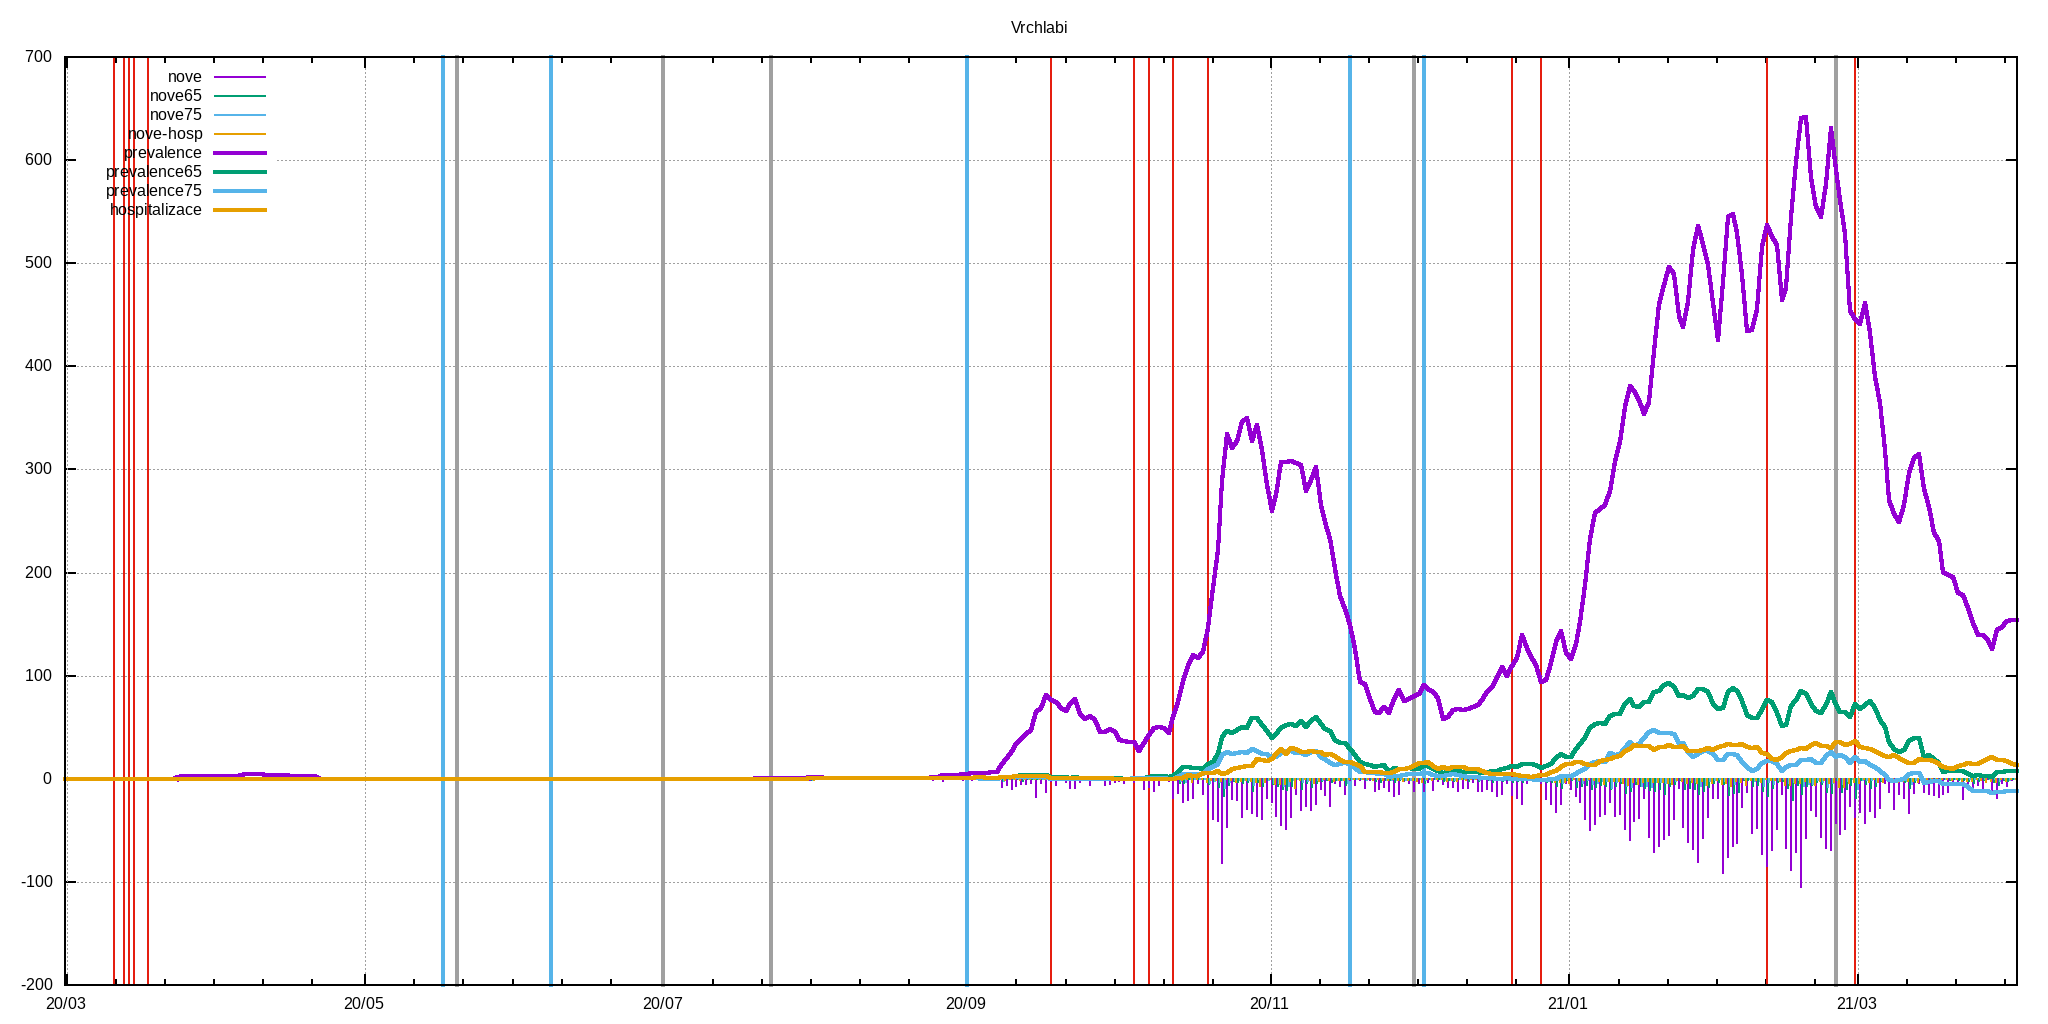 Vrchlabi
700
600
500
400
300
200
100
0
-100
-200
nove
nove65
nove75
nove-hosp
prevalence
prevalence65
prevalence75
hospitalizace
20/03
20/05
20/07
20/09
20/11
21/01
21/03